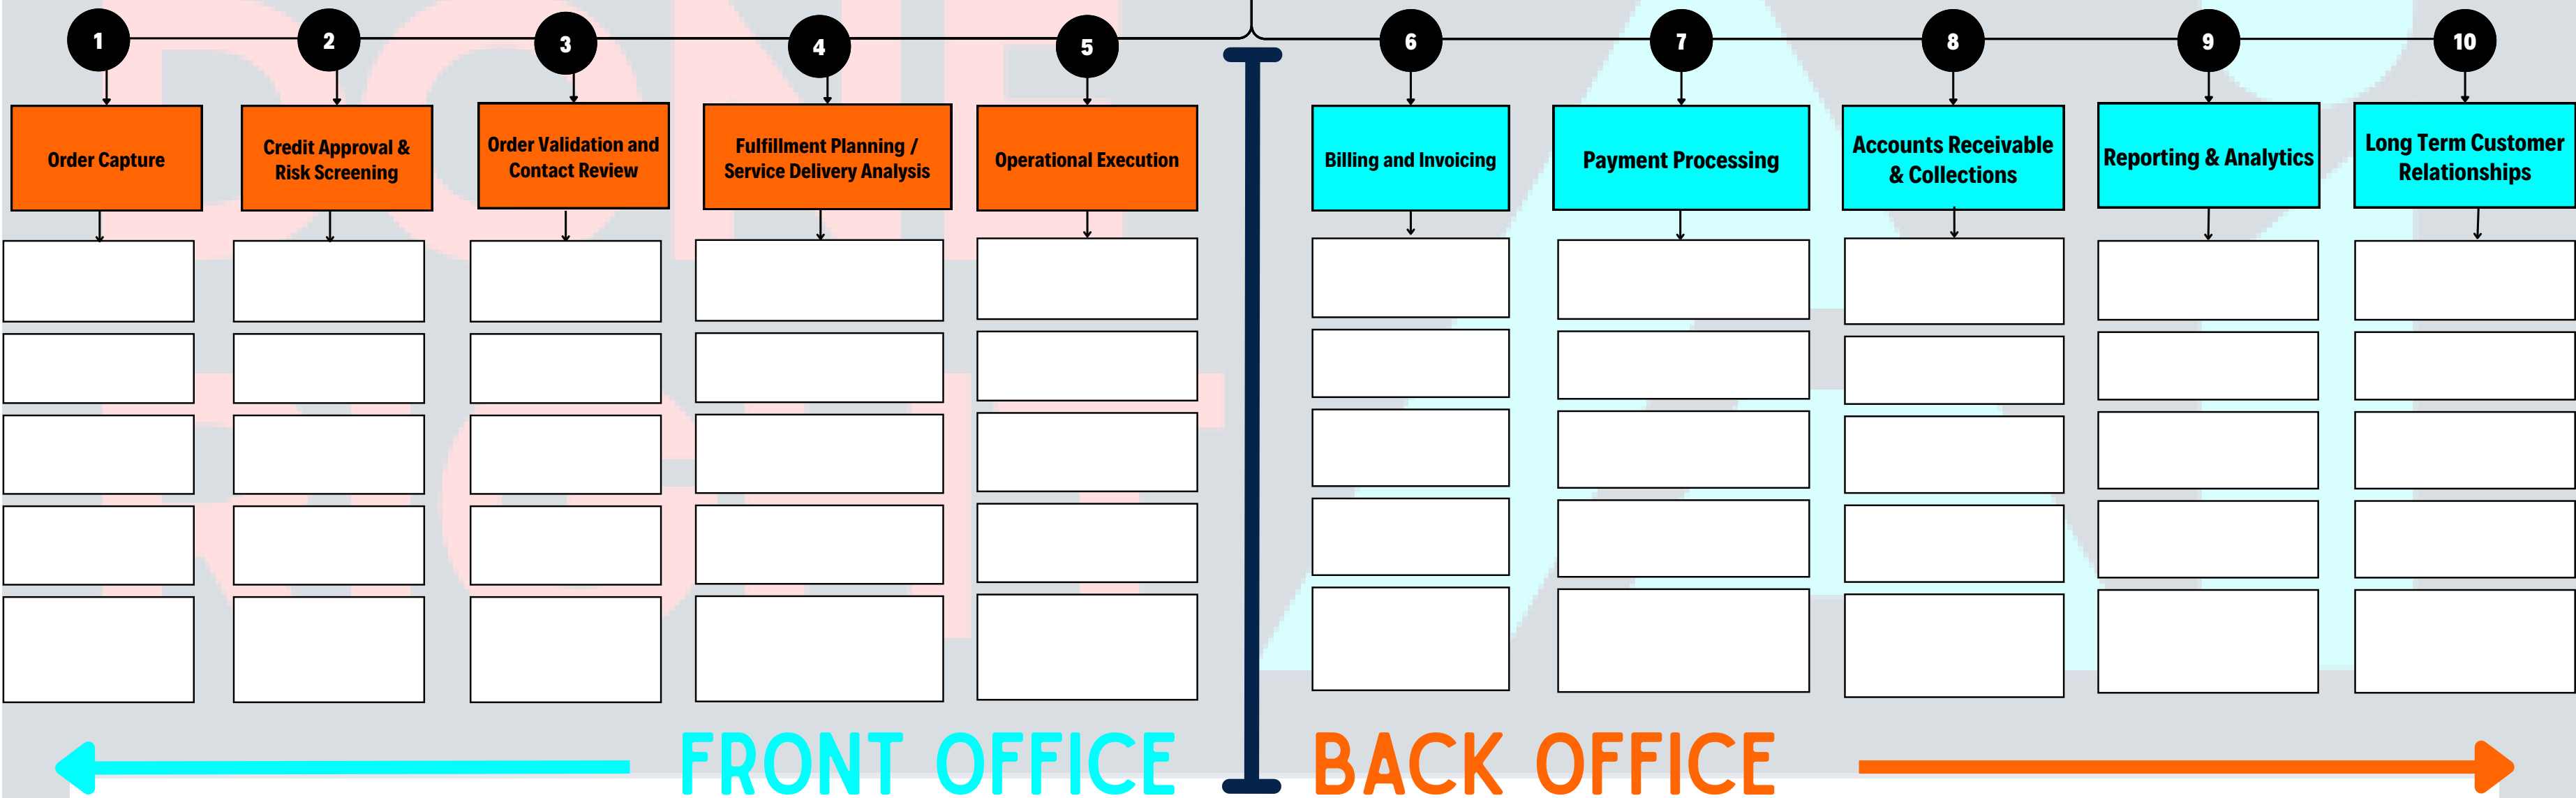 1
2
3
4
5
6
7
8
9
10
Order Capture
Credit Approval &
Risk Screening
Order Validation and
Contact Review
Fulfillment Planning /
Service Delivery Analysis
Operational Execution
Billing and Invoicing
Payment Processing
Accounts Receivable
& Collections
Reporting & Analytics
Long Term Customer
Relationships
FRONT OFFICE
BACK OFFICE